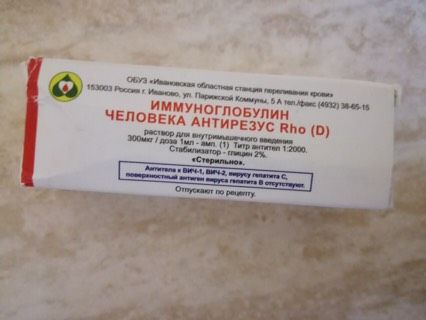 ОБУЗ «Ивановская областная станция переливания крови»
153003 Россия г. Иваново, ул. Парижской Коммуны, 5 А тел./факс (4932) 38-65-15
ИММУНОГЛОБУЛИН
ЧЕЛОВЕКА АНТИРЕЗУС Rho (D)
раствор для внутримышечного введения
300мкг / доза 1мл - амп. (1) Титр антител 1:2000.
Стабилизатор - глицин 2%.
«Стерильно».
Антитела к ВИЧ-1, ВИЧ-2, вирусу гепатита С,
поверхностный антиген вируса гепатита В отсутствуют.
Отпускают по рецепту.